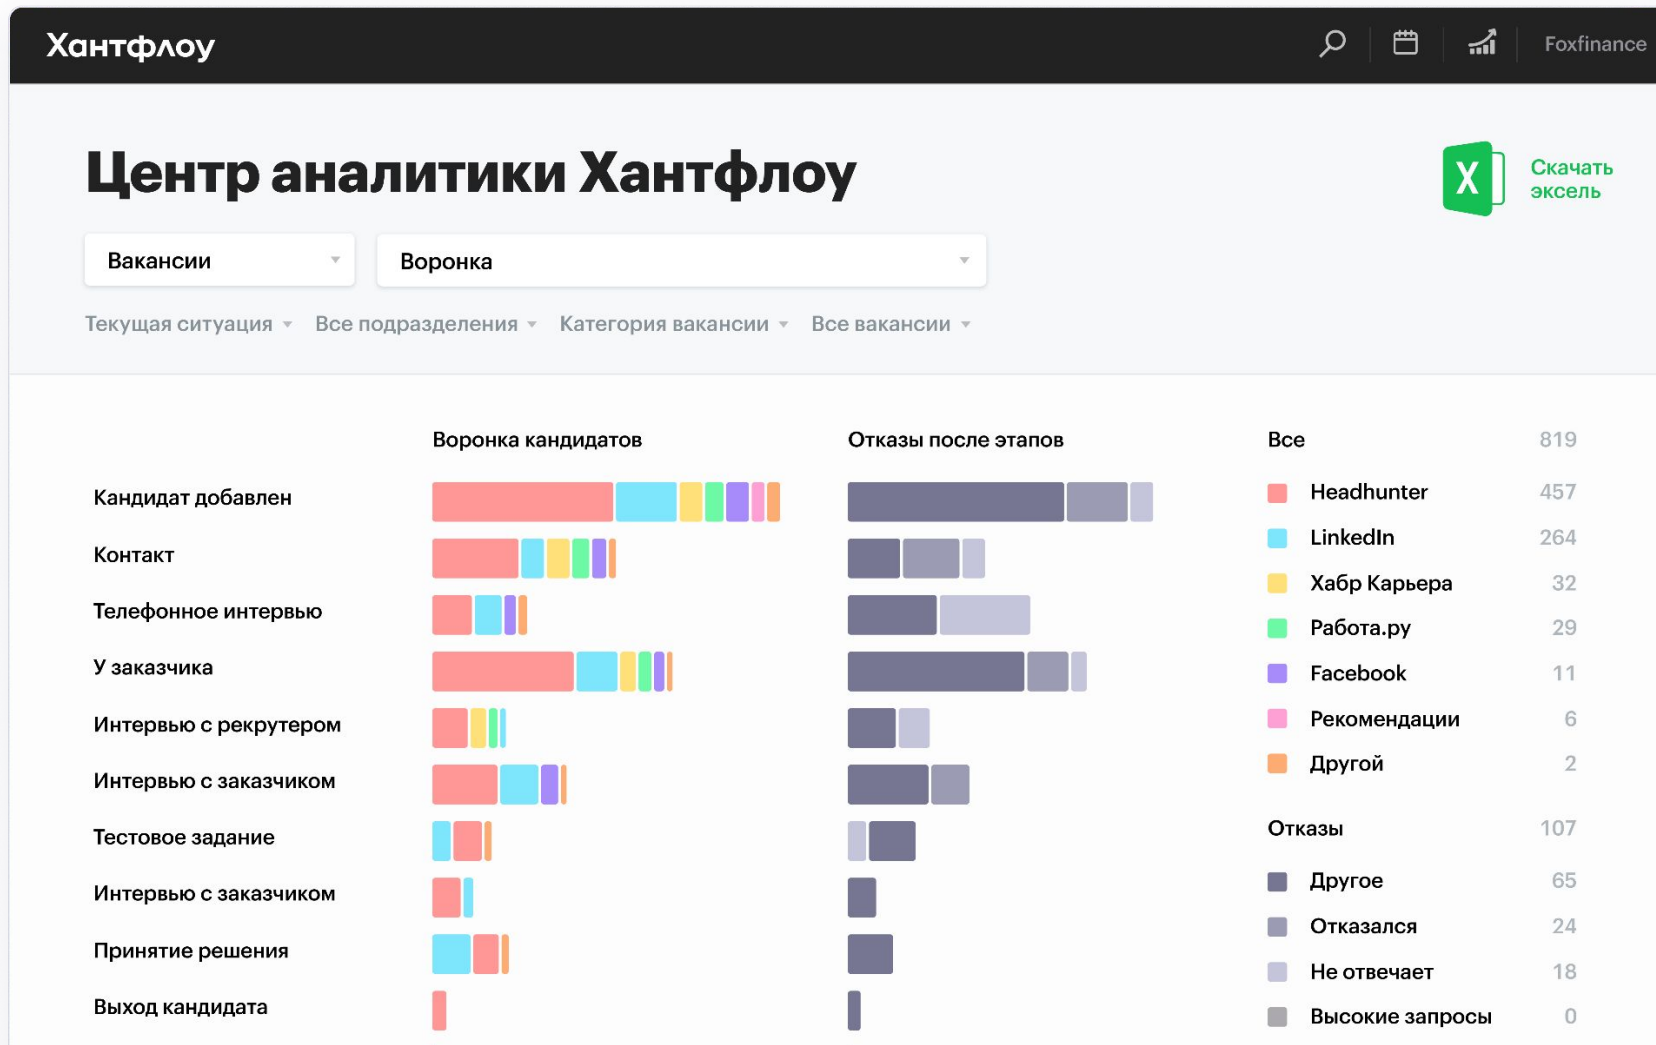 Хантфлоу
Foxfinance
Центр аналитики Хантфлоу
X
Скачать
эксель
Вакансии
Воронка
Текущая ситуация
Все подразделения
Категория вакансии
Все вакансии
Воронка кандидатов
Отказы после этапов
Кандидат добавлен
Контакт
Телефонное интервью
У заказчика
Интервью с рекрутером
Интервью с заказчиком
Тестовое задание
Интервью с заказчиком
Принятие решения
Выход кандидата
Все 819
Headhunter 457
LinkedIn 264
Хабр Карьера 32
Работа.ру 29
Facebook 11
Рекомендации 6
Другой 2
Отказы 107
Другое 65
Отказался 24
Не отвечает 18
Высокие запросы 0